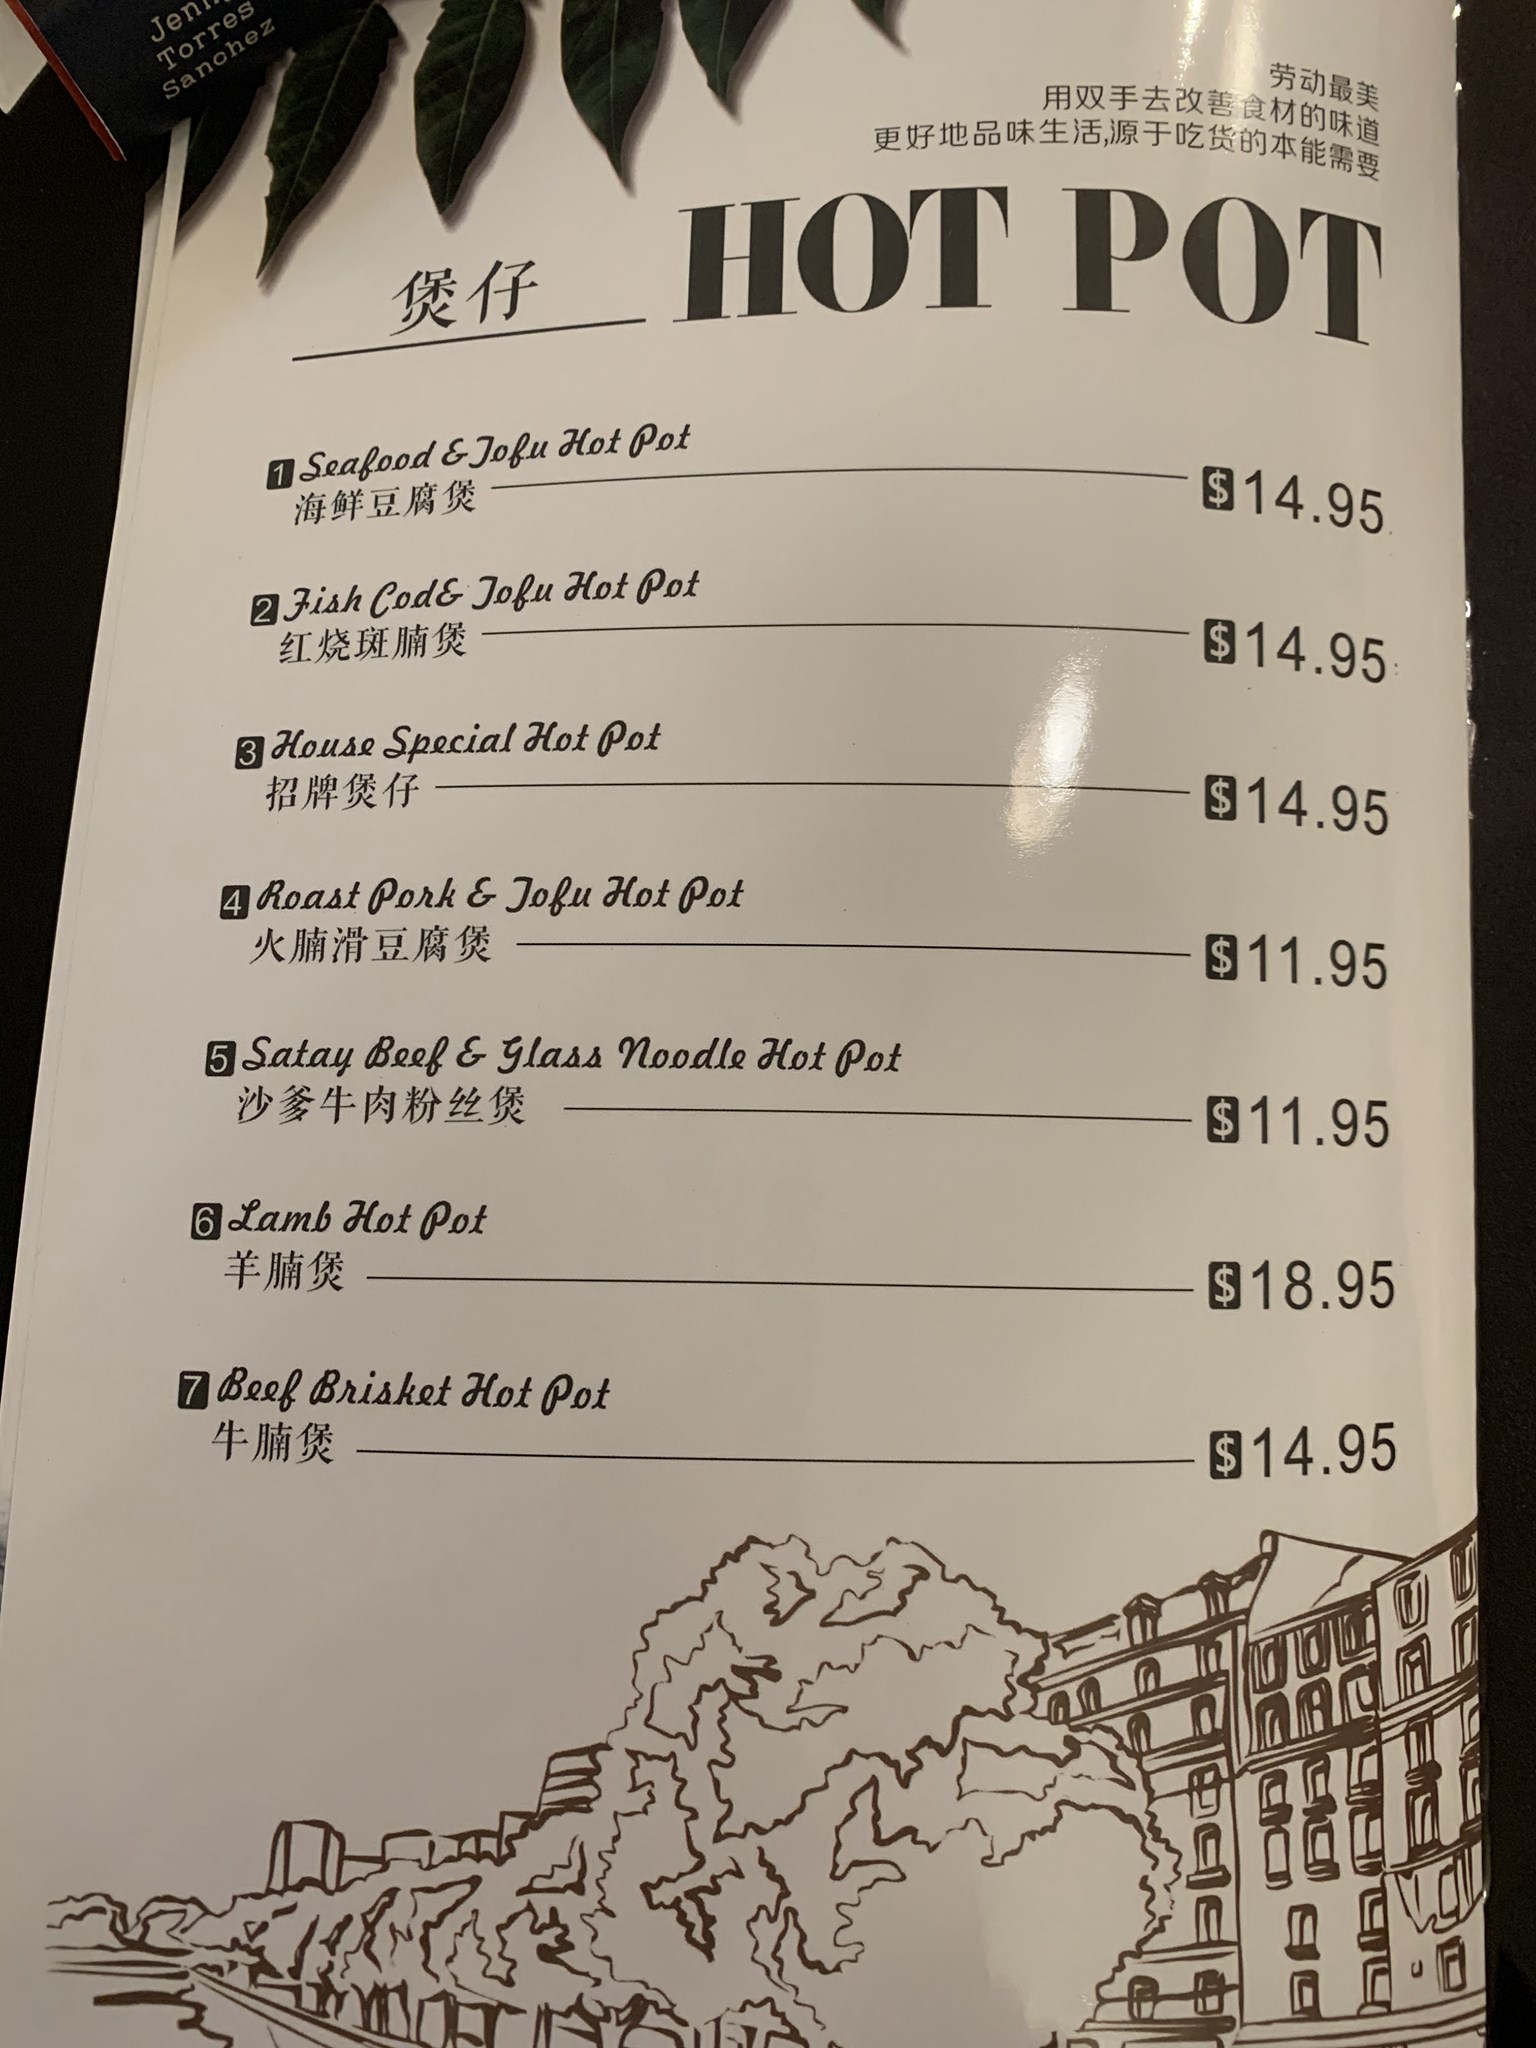 Torres
Sanchez
劳动最美
用双手去改善食材的味道
更好地品味生活,源于吃货的本能需要
煲仔 HOT POT
1 Seafood & Tofu Hot Pot
海鲜豆腐煲 $14.95
2 Fish Cod& Tofu Hot Pot
红烧斑腩煲 $14.95
3 House Special Hot Pot
招牌煲仔 $14.95
4 Roast Pork & Tofu Hot Pot
火腩滑豆腐煲 $11.95
5 Satay Beef & Glass Noodle Hot Pot
沙爹牛肉粉丝煲 $11.95
6 Lamb Hot Pot
羊腩煲 $18.95
7 Beef Brisket Hot Pot
牛腩煲 $14.95